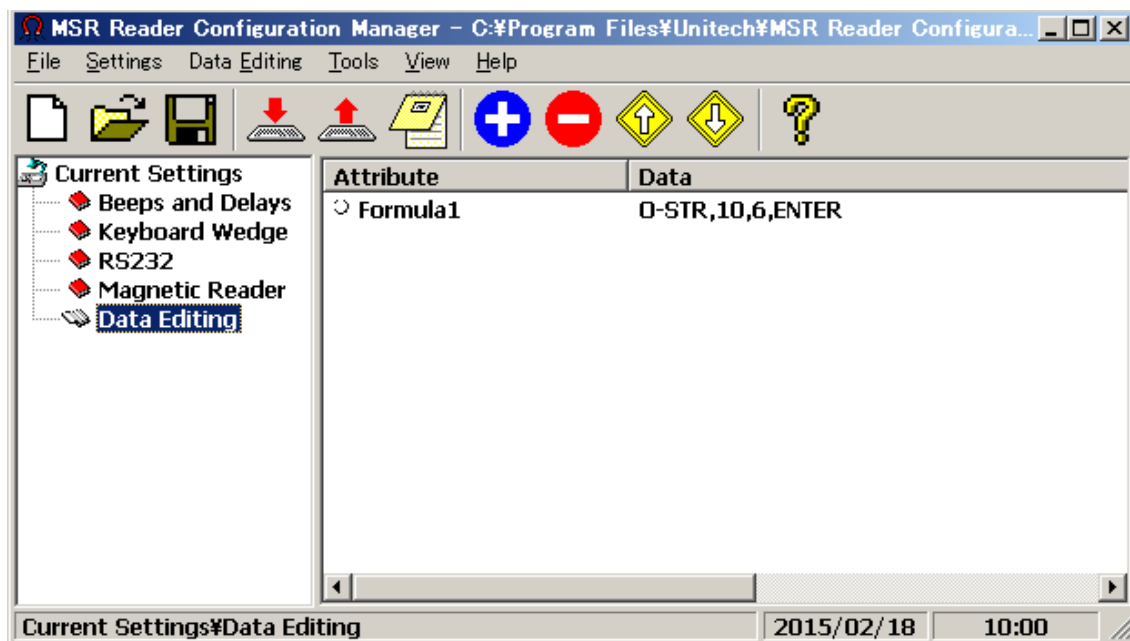 MSR Reader Configuration Manager - C:¥Program Files¥Unitech¥MSR Reader Configura...
File Settings Data Editing Tools View Help
Current Settings
Beeps and Delays
Keyboard Wedge
RS232
Magnetic Reader
Data Editing
Attribute Data
Formula1 O-STR,10,6,ENTER
Current Settings¥Data Editing 2015/02/18 10:00